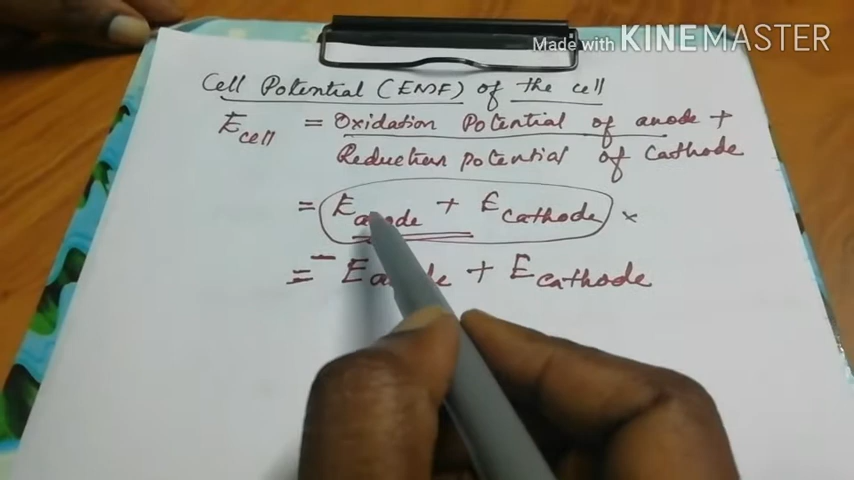 Made with KINEMASTER
Cell Potential (EMF) of the cell
Ecell = Oxidation Potential of anode +
Reduction potential of Cathode
= Eanode + Ecathode ×
= - Eanode + Ecathode